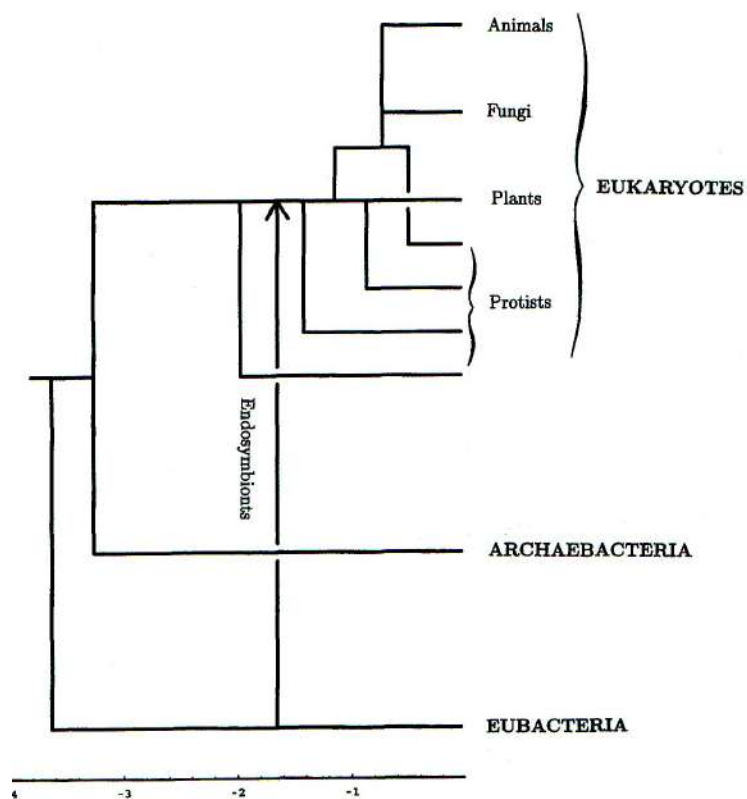 Animals
Fungi
EUKARYOTES
Plants
Protists
Endosymbionts
ARCHAEBACTERIA
EUBACTERIA
4 -3 -2 -1